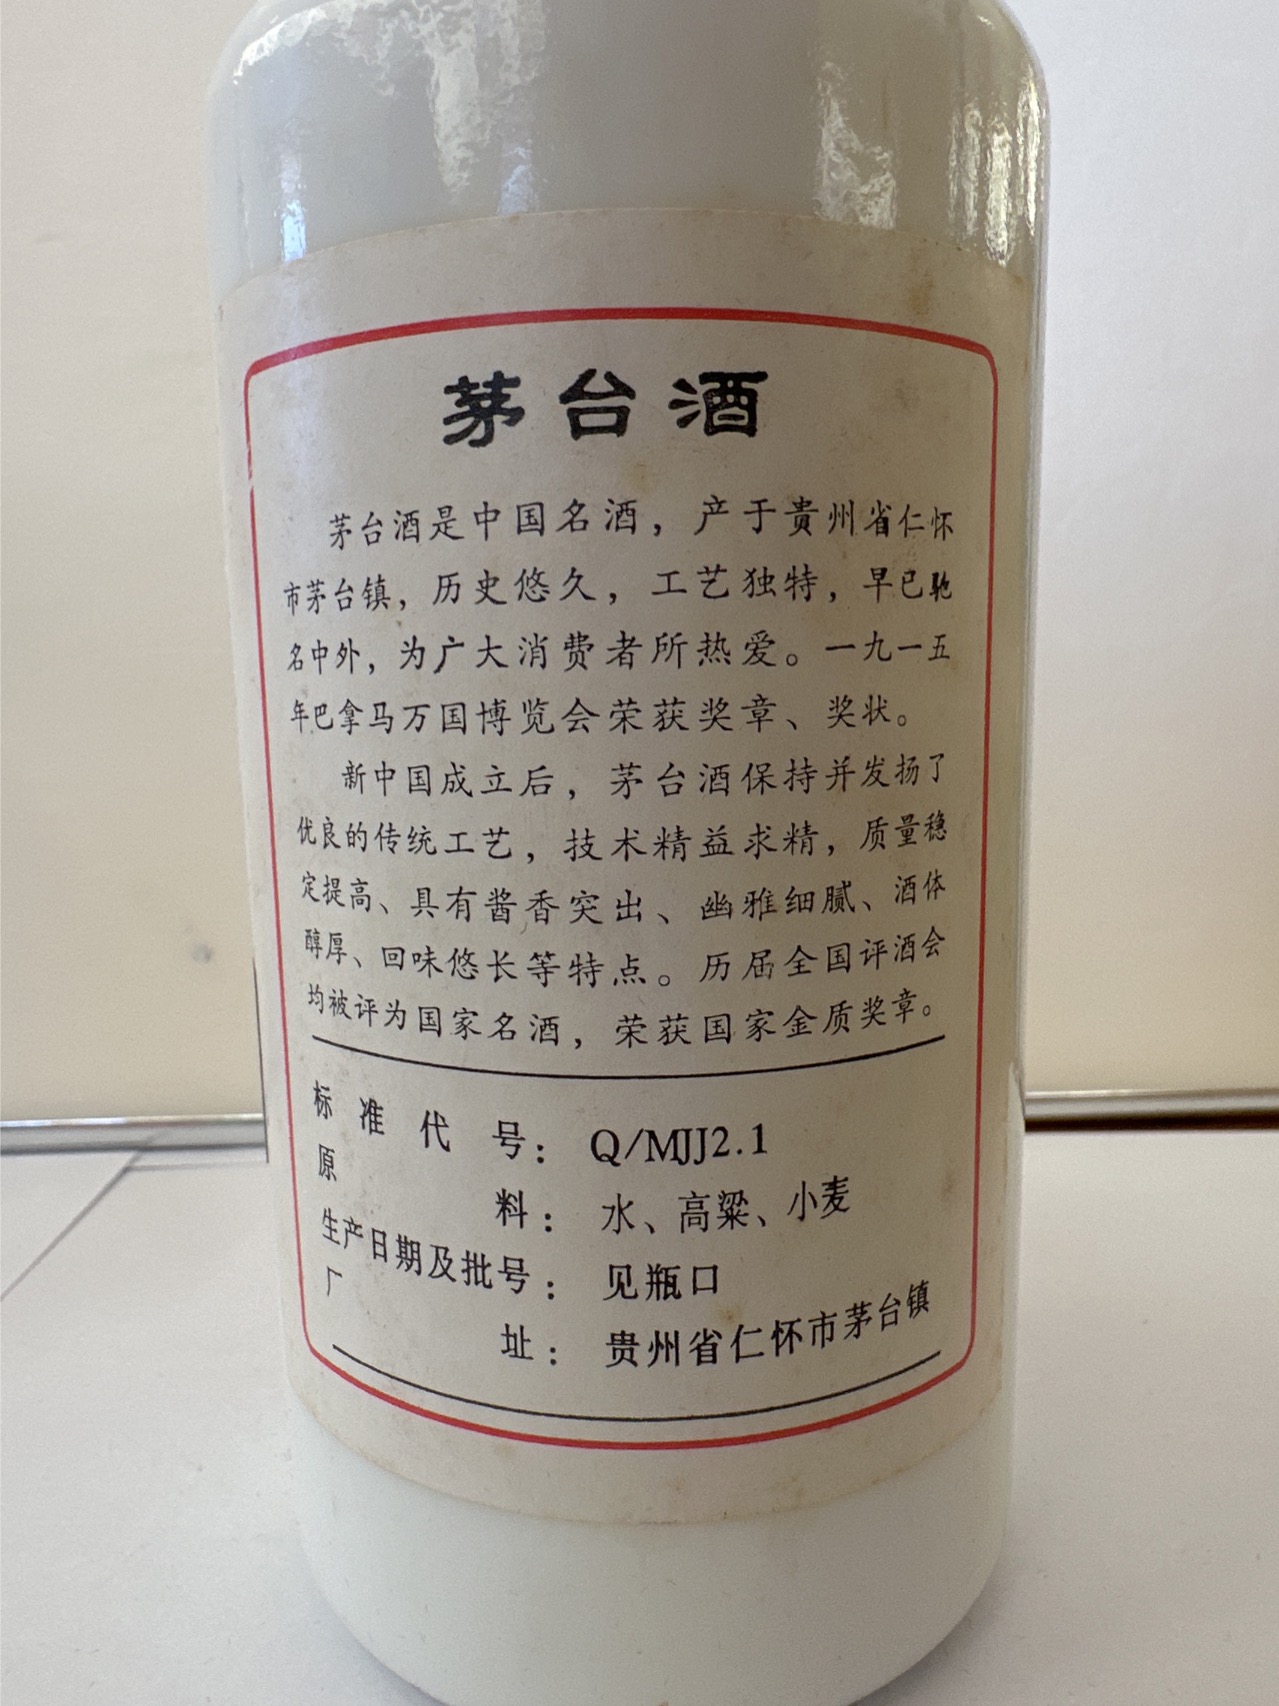 茅台酒
茅台酒是中国名酒，产于贵州省仁怀
市茅台镇，历史悠久，工艺独特，早已驰
名中外，为广大消费者所热爱。一九一五
年巴拿马万国博览会荣获奖章、奖状。
新中国成立后，茅台酒保持并发扬了
优良的传统工艺，技术精益求精，质量稳
定提高、具有酱香突出、幽雅细腻、酒体
醇厚、回味悠长等特点。历届全国评酒会
均被评为国家名酒，荣获国家金质奖章。
标准代号：Q/MJJ2.1
原料：水、高粱、小麦
生产日期及批号：见瓶口
厂址：贵州省仁怀市茅台镇